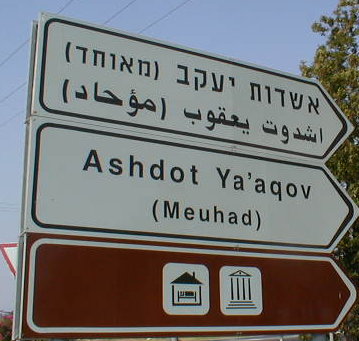 אשדות יעקב (מאוחד)
اشدوت يعقوب (مؤحاد)
Ashdot Ya'aqov
(Meuhad)